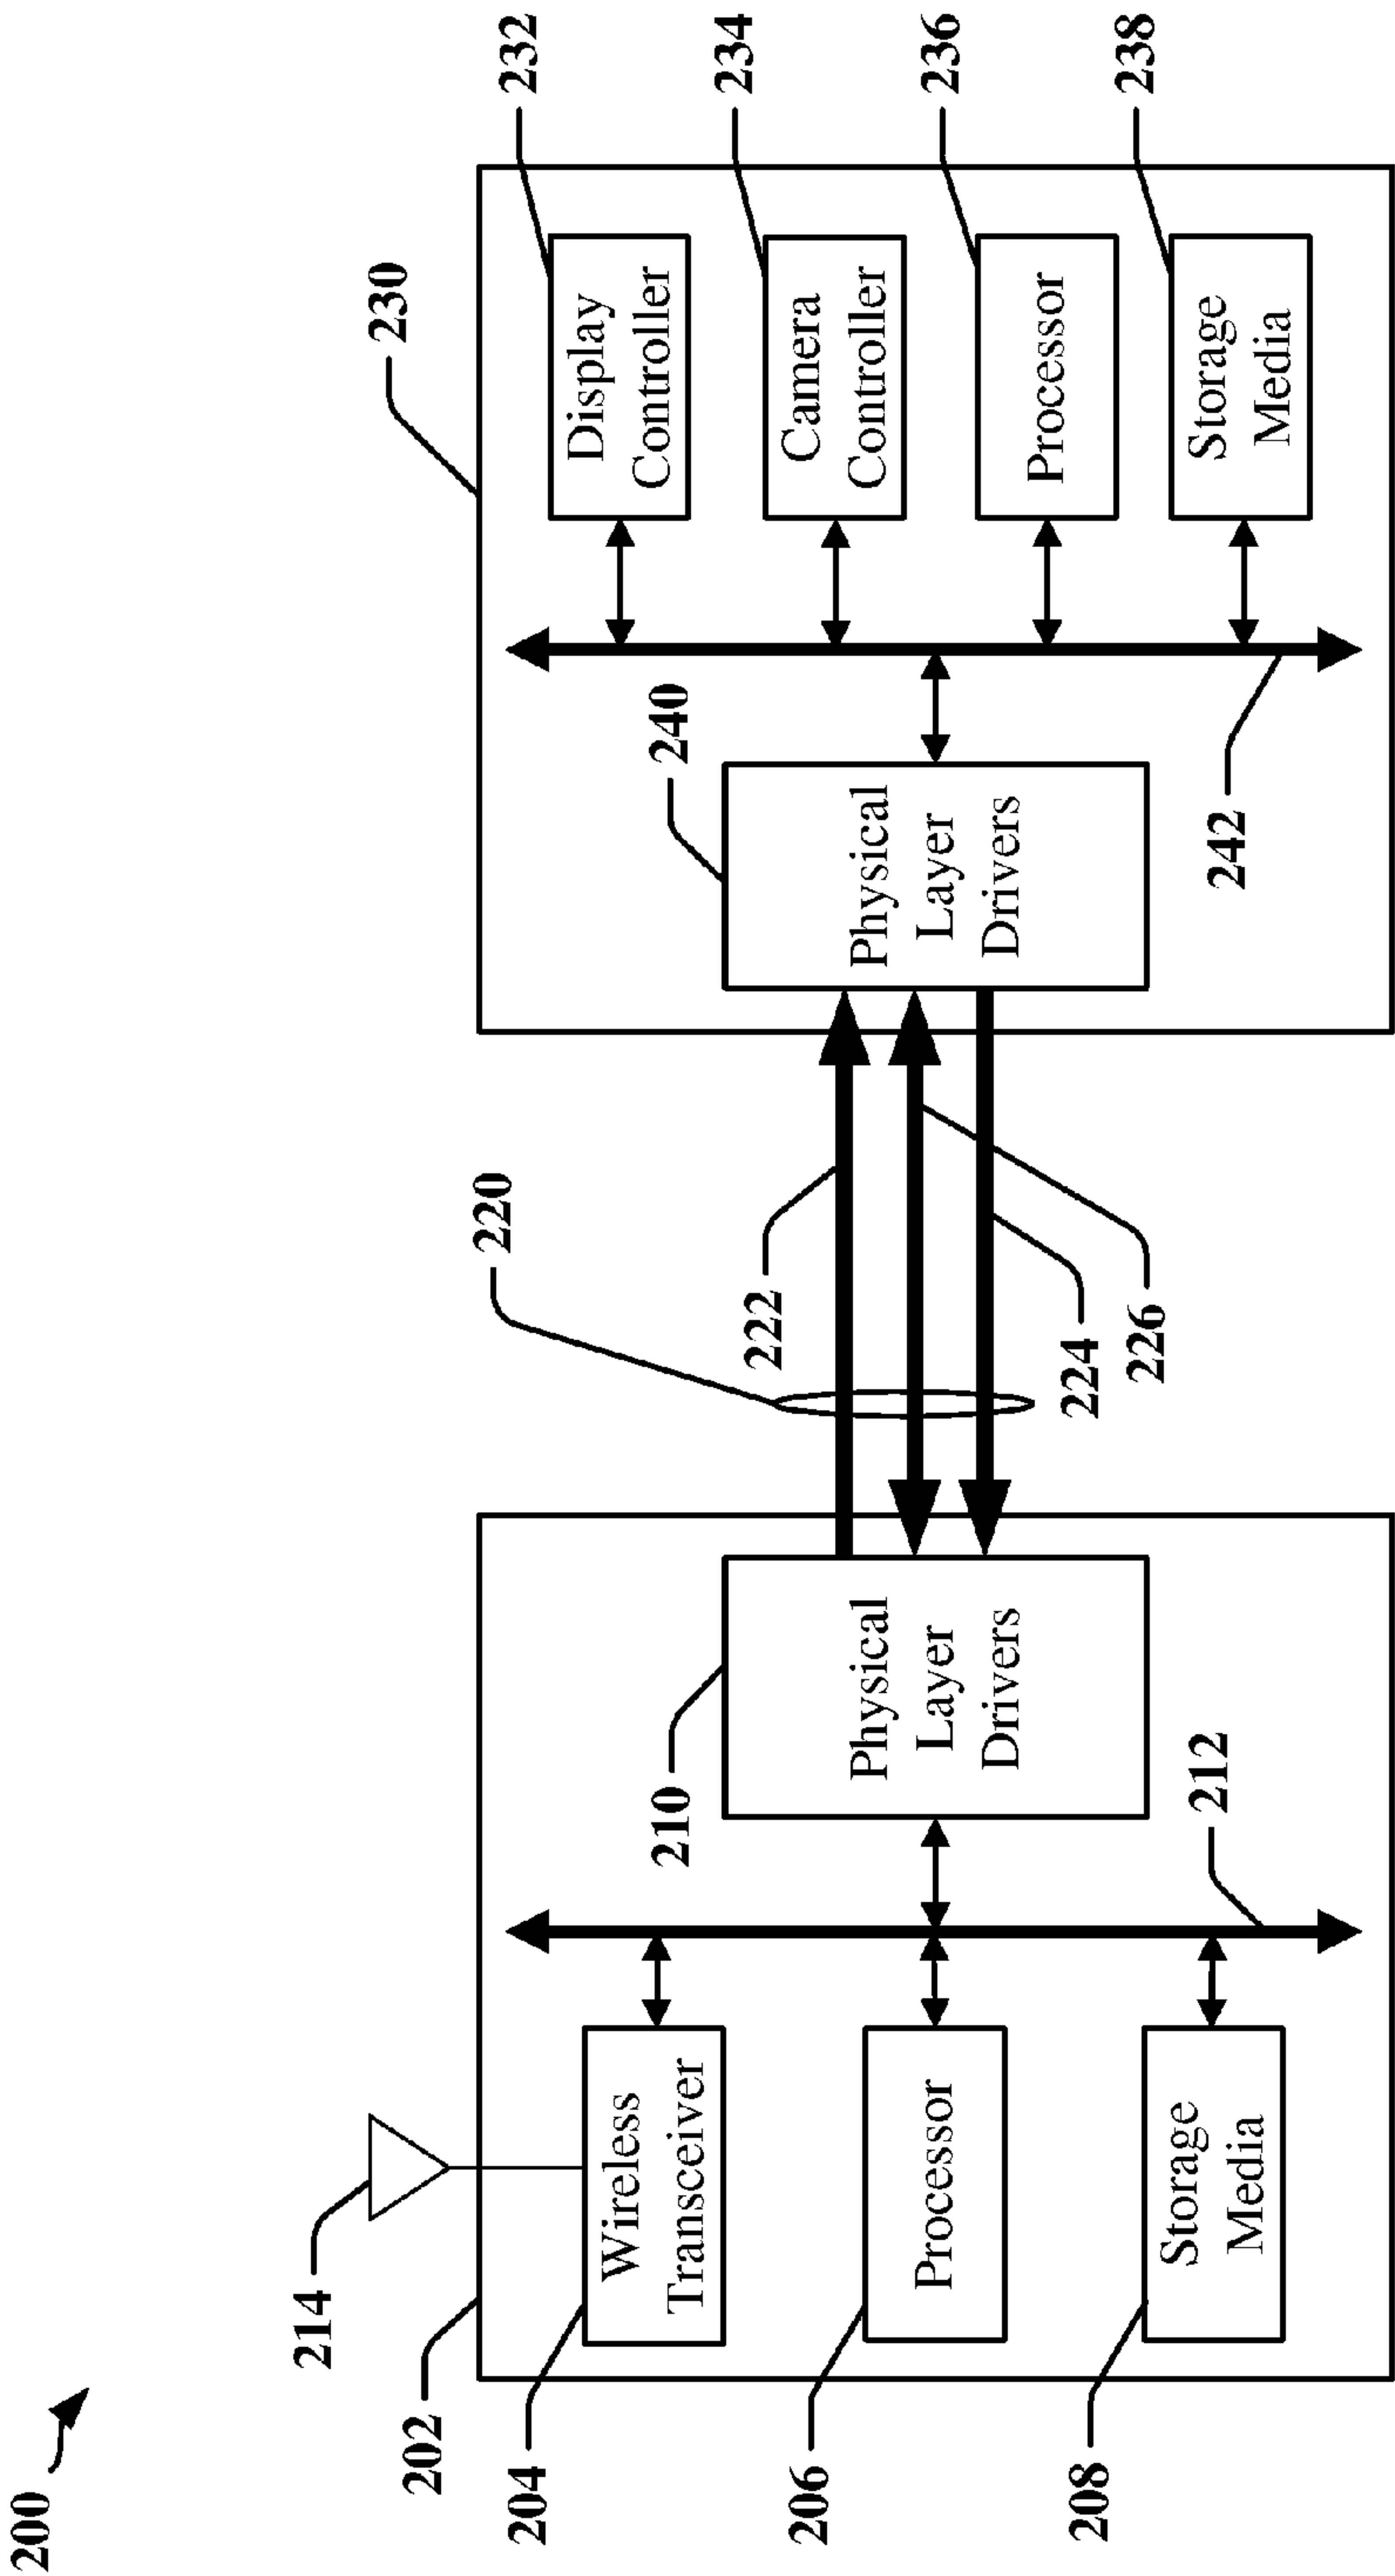 200
214
202
204
206
208
Wireless
Transceiver
Processor
Storage
Media
210
Physical
Layer
Drivers
212
220
222
224
226
230
240
Physical
Layer
Drivers
242
Display
Controller
Camera
Controller
Processor
Storage
Media
232
234
236
238